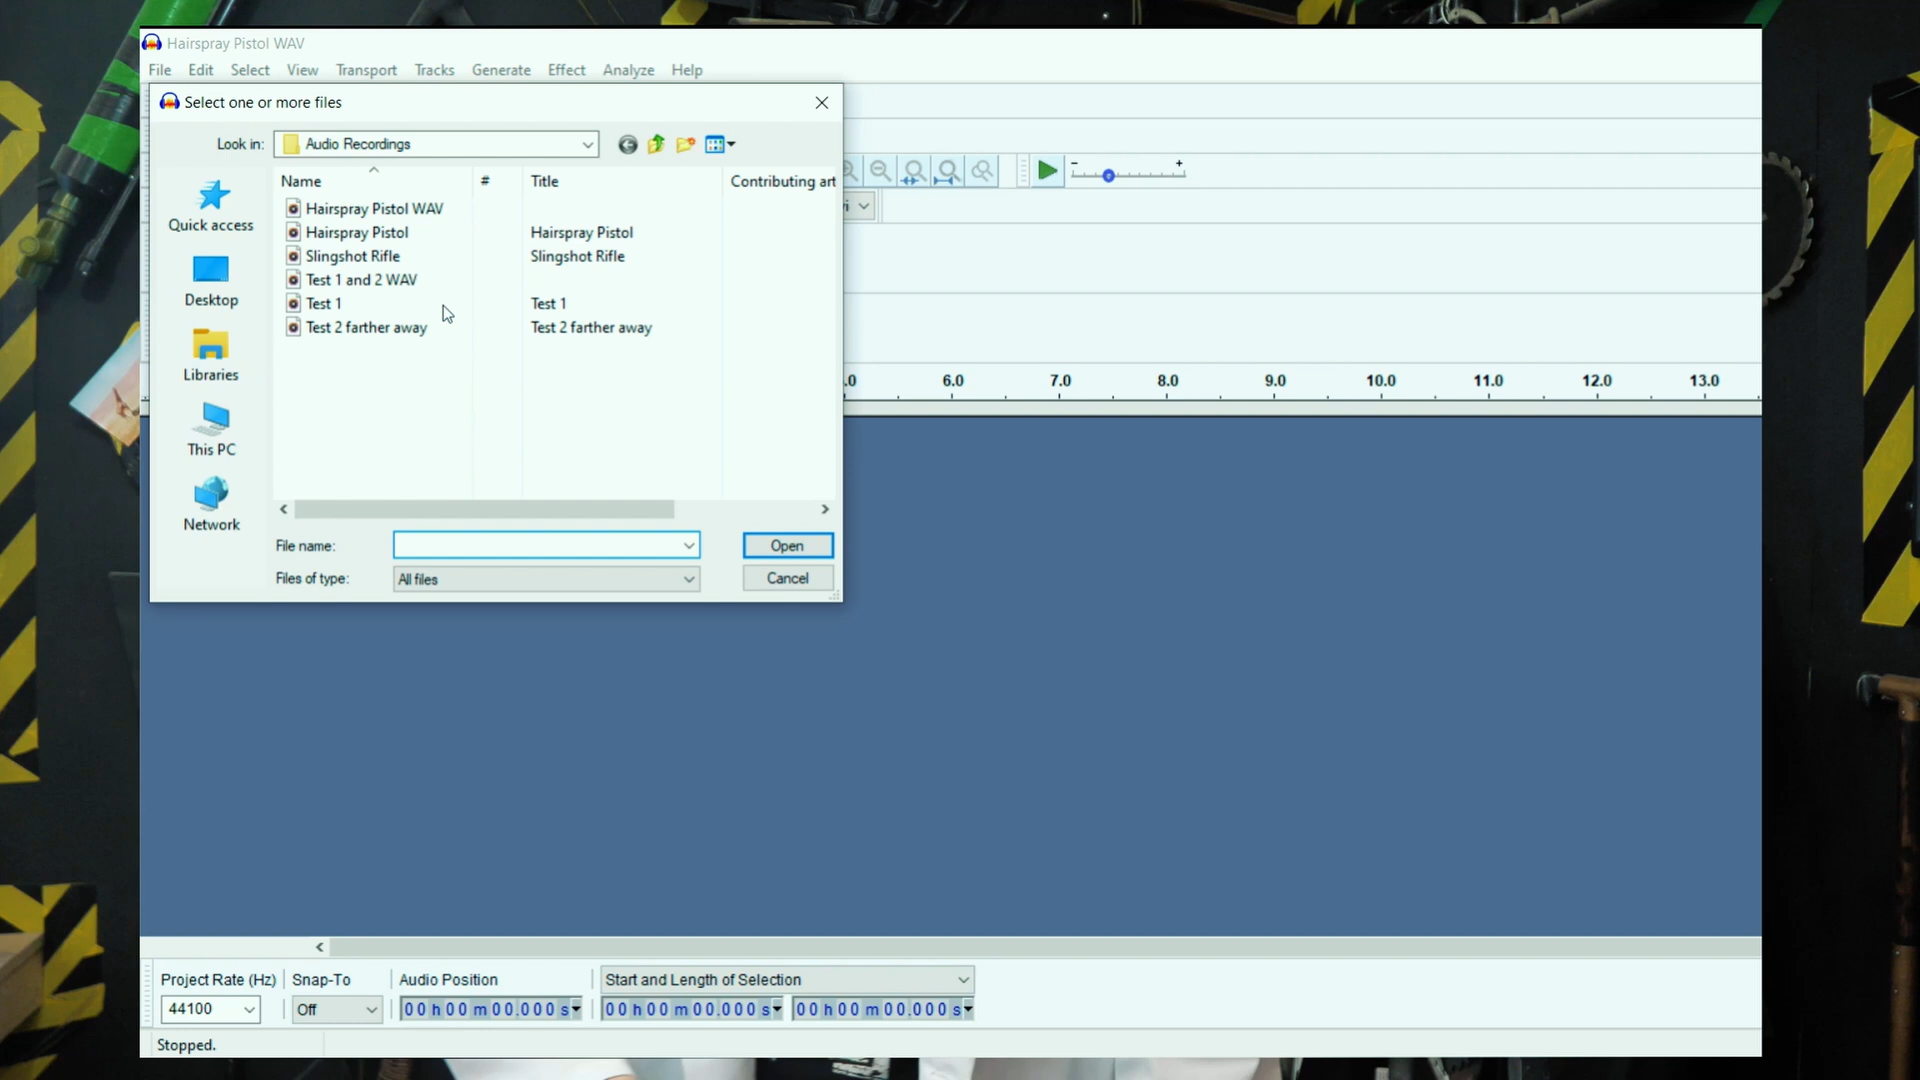 Hairspray Pistol WAV
File Edit Select View Transport Tracks Generate Effect Analyze Help
Select one or more files
Look in: Audio Recordings
Name # Title Contributing art
Hairspray Pistol WAV
Hairspray Pistol Hairspray Pistol
Slingshot Rifle Slingshot Rifle
Test 1 and 2 WAV
Test 1 Test 1
Test 2 farther away Test 2 farther away
Quick access
Desktop
Libraries
This PC
Network
File name: Open
Files of type: All files Cancel
- +
.0 6.0 7.0 8.0 9.0 10.0 11.0 12.0 13.0
Project Rate (Hz) Snap-To Audio Position Start and Length of Selection
44100 Off 00 h 00 m 00.000 s 00 h 00 m 00.000 s 00 h 00 m 00.000 s
Stopped.